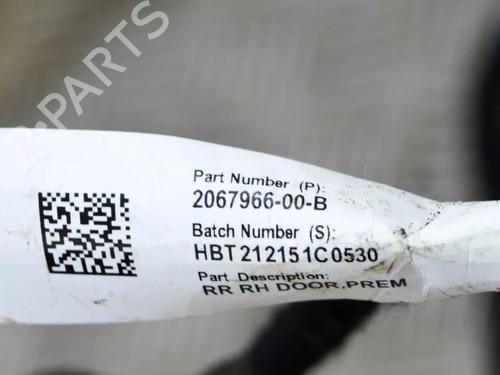 B-PARTS
Part Number (P):
2067966-00-B
Batch Number (S):
HBT212151C0530
Part Description:
RR RH DOOR,PREM